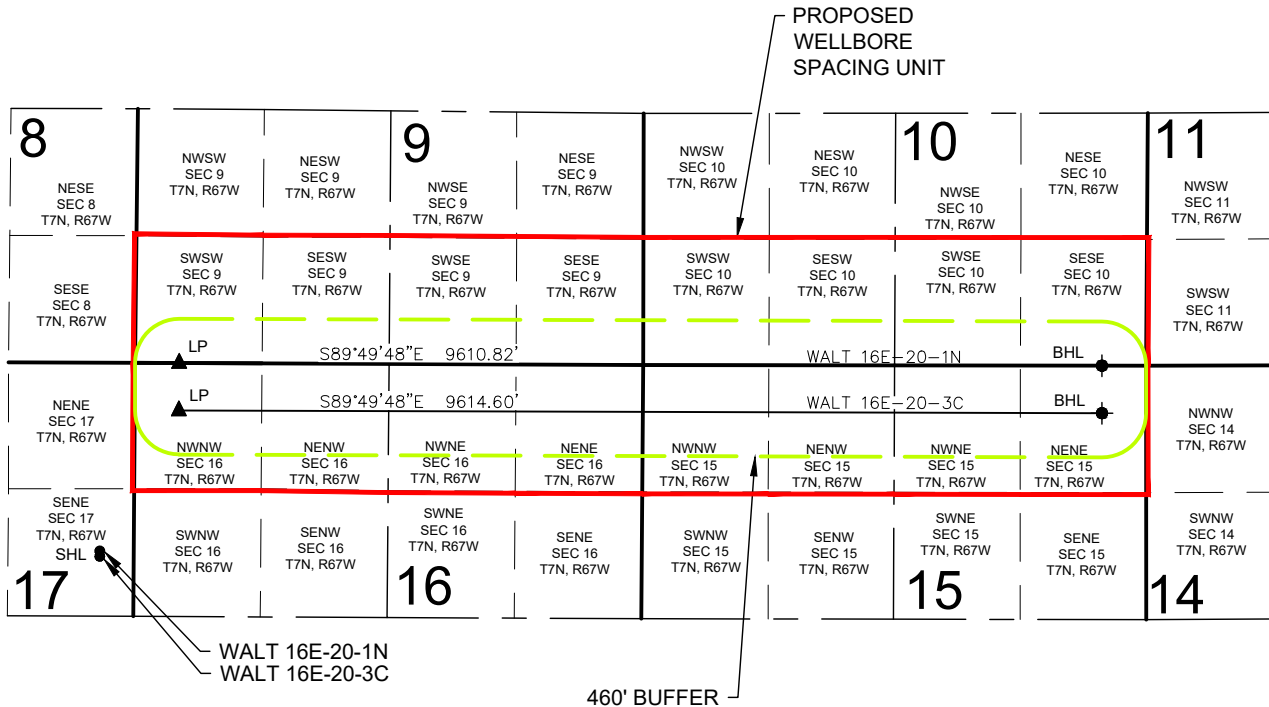 PROPOSED
WELLBORE
SPACING UNIT
8
9
10
11
NESE
SEC 8
T7N, R67W
NWSW
SEC 9
T7N, R67W
NESW
SEC 9
T7N, R67W
NWSE
SEC 9
T7N, R67W
NESE
SEC 9
T7N, R67W
NWSW
SEC 10
T7N, R67W
NESW
SEC 10
T7N, R67W
NWSE
SEC 10
T7N, R67W
NESE
SEC 10
T7N, R67W
NWSW
SEC 11
T7N, R67W
SESE
SEC 8
T7N, R67W
SWSW
SEC 9
T7N, R67W
SESW
SEC 9
T7N, R67W
SWSE
SEC 9
T7N, R67W
SESE
SEC 9
T7N, R67W
SWSW
SEC 10
T7N, R67W
SESW
SEC 10
T7N, R67W
SWSE
SEC 10
T7N, R67W
SESE
SEC 10
T7N, R67W
SWSW
SEC 11
T7N, R67W
LP S89°49'48"E 9610.82' WALT 16E-20-1N BHL
LP S89°49'48"E 9614.60' WALT 16E-20-3C BHL
NENE
SEC 17
T7N, R67W
NWNW
SEC 16
T7N, R67W
NENW
SEC 16
T7N, R67W
NWNE
SEC 16
T7N, R67W
NENE
SEC 16
T7N, R67W
NWNW
SEC 15
T7N, R67W
NENW
SEC 15
T7N, R67W
NWNE
SEC 15
T7N, R67W
NENE
SEC 15
T7N, R67W
NWNW
SEC 14
T7N, R67W
SENE
SEC 17
T7N, R67W
SHL
SWNW
SEC 16
T7N, R67W
SENW
SEC 16
T7N, R67W
SWNE
SEC 16
T7N, R67W
SENE
SEC 16
T7N, R67W
SWNW
SEC 15
T7N, R67W
SENW
SEC 15
T7N, R67W
SWNE
SEC 15
T7N, R67W
SENE
SEC 15
T7N, R67W
SWNW
SEC 14
T7N, R67W
17
16
15
14
WALT 16E-20-1N
WALT 16E-20-3C
460' BUFFER